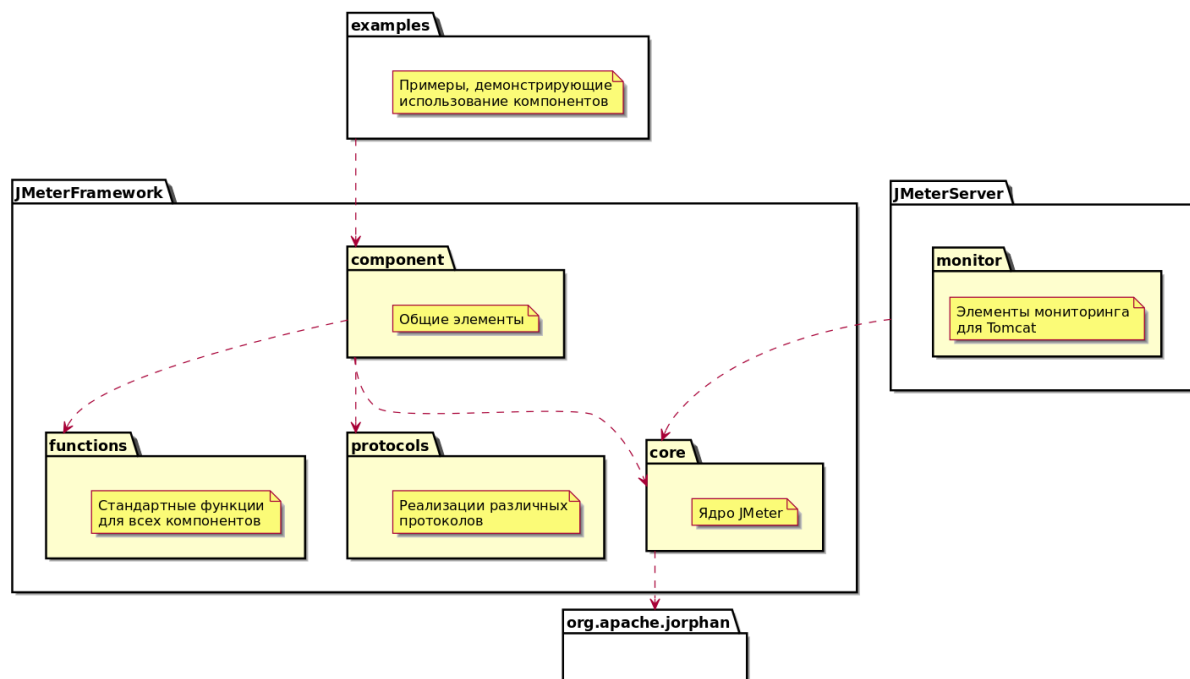 examples
Примеры, демонстрирующие
использование компонентов
JMeterFramework
JMeterServer
component
Общие элементы
monitor
Элементы мониторинга
для Tomcat
functions
Стандартные функции
для всех компонентов
protocols
Реализации различных
протоколов
core
Ядро JMeter
org.apache.jorphan